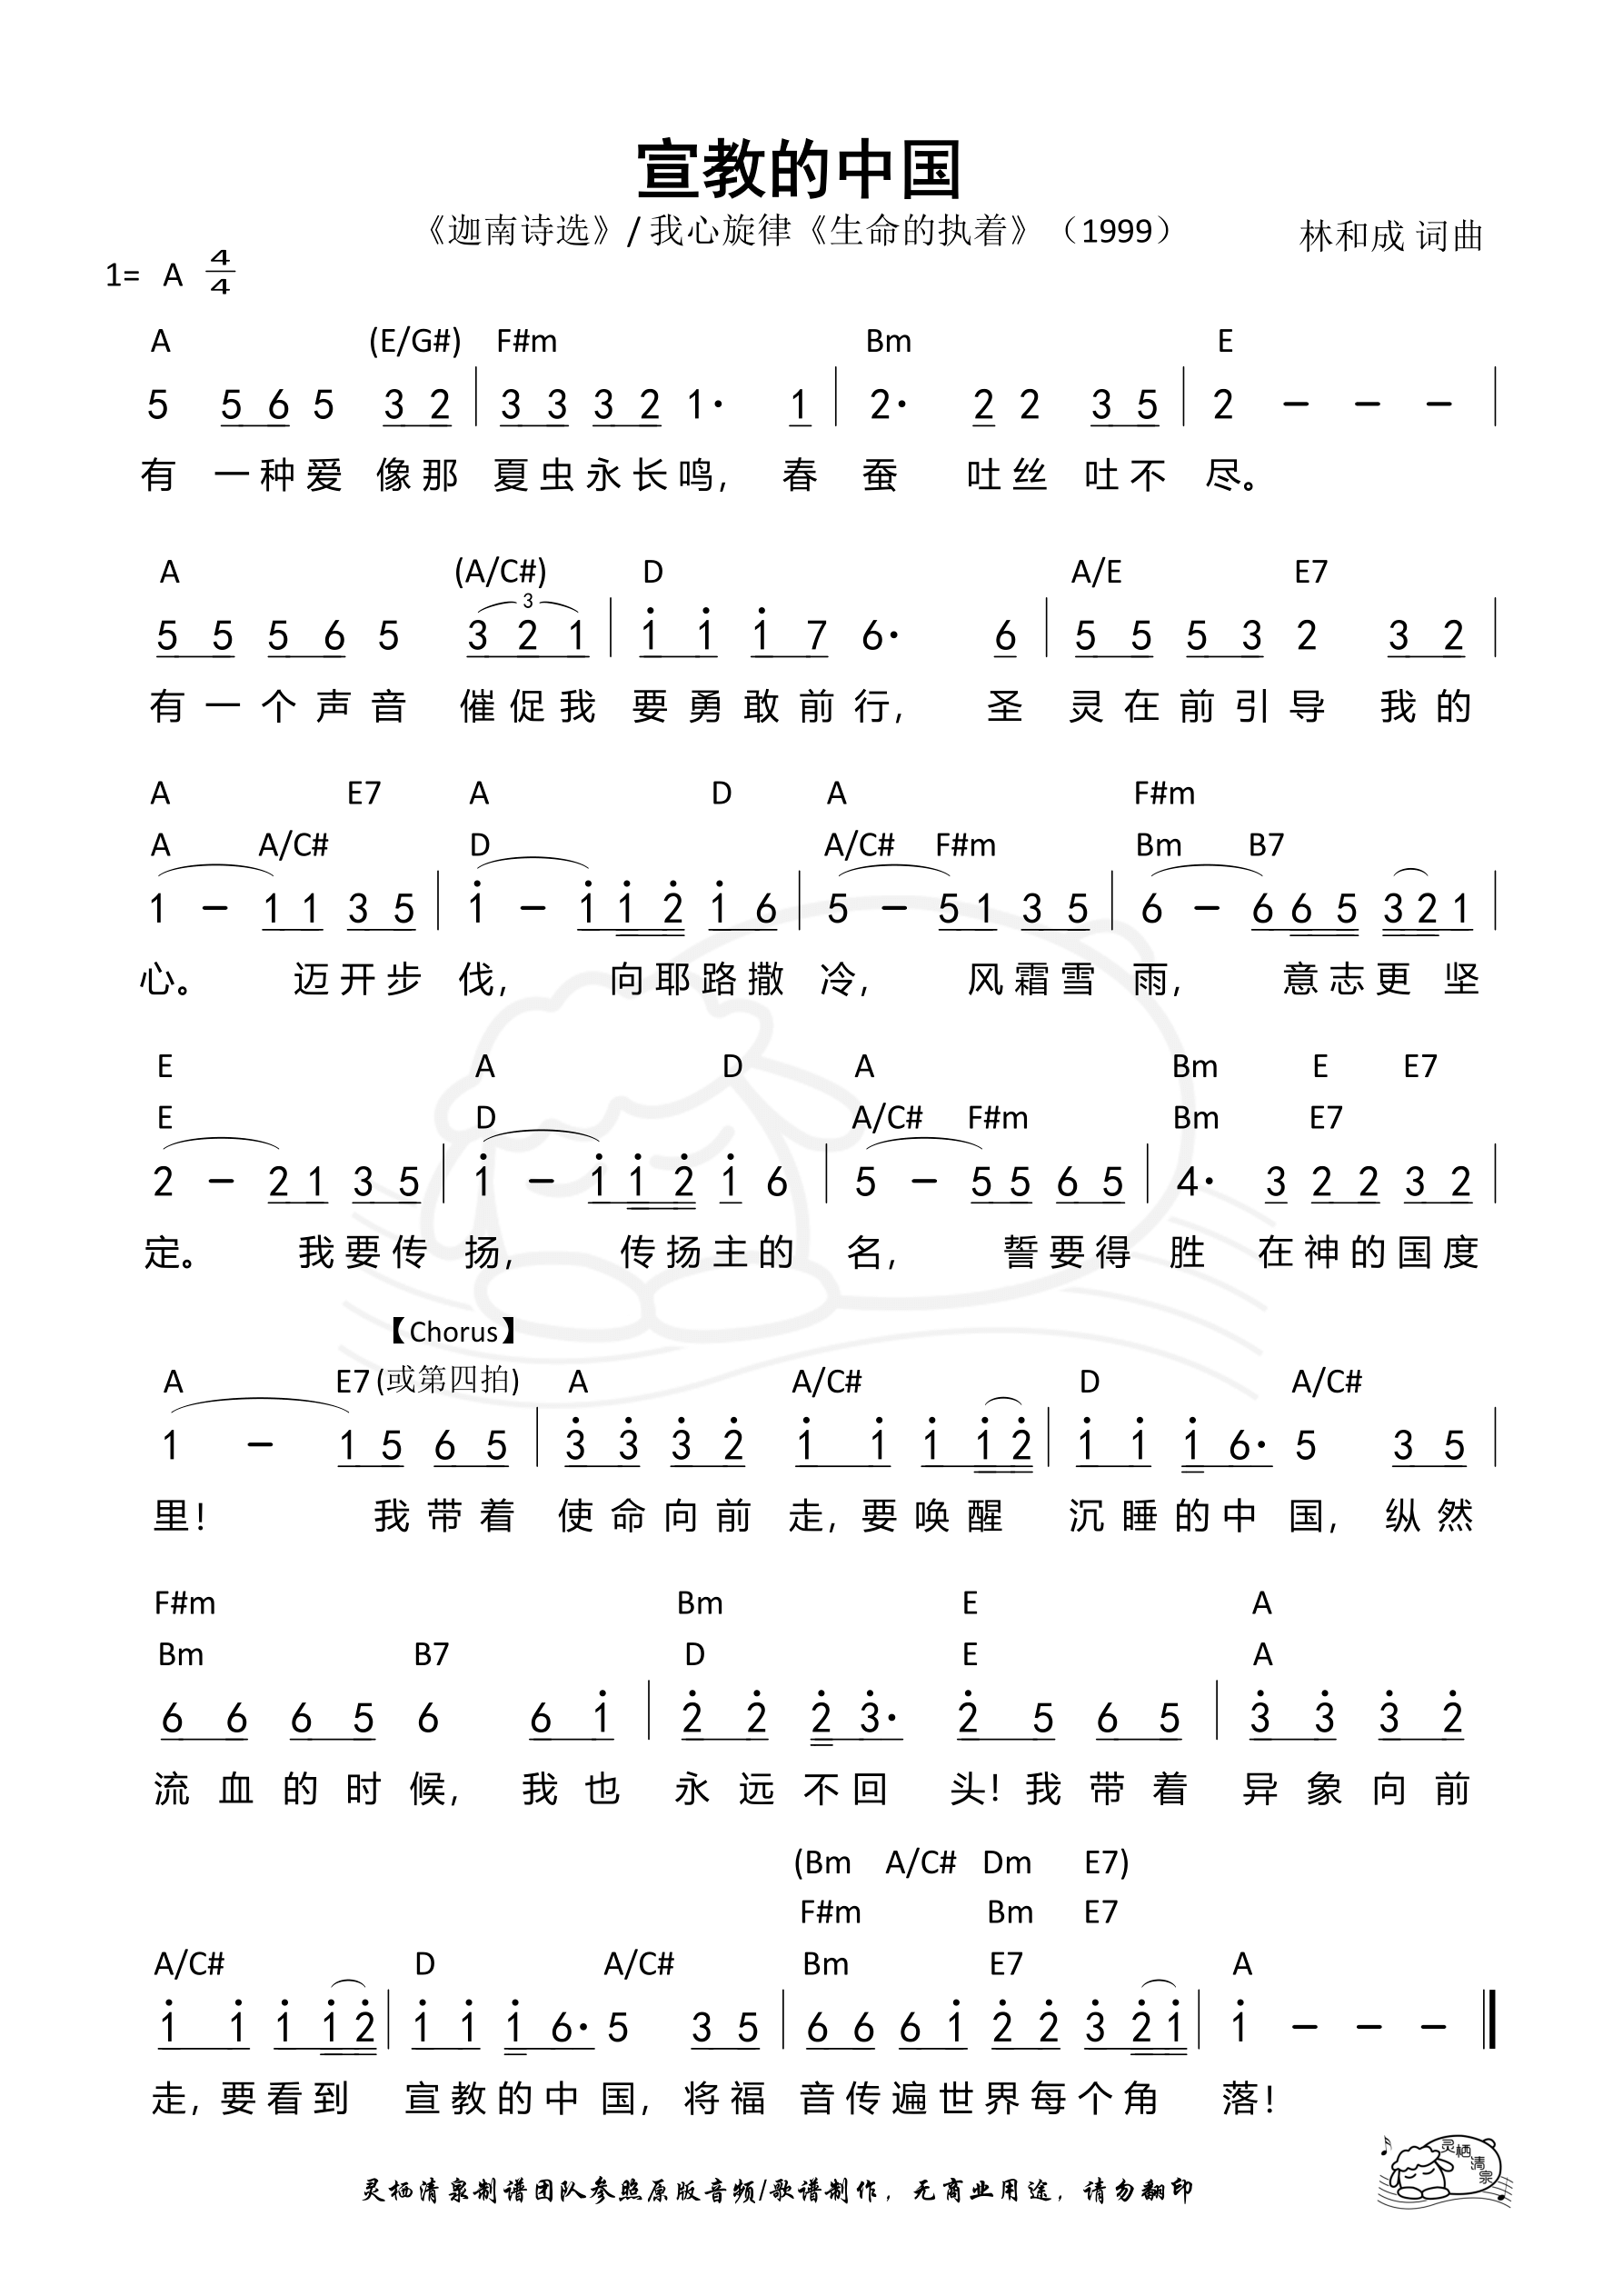 宣教的中国
《迦南诗选》/ 我心旋律《生命的执着》（1999）
林和成 词曲
1= A 4/4
A (E/G#) F#m Bm E
5 5 6 5 3 2 | 3 3 3 2 1· 1 | 2· 2 2 3 5 | 2 – – – |
有 一种爱 像那 夏虫永长鸣， 春 蚕 吐丝 吐不 尽。
A (A/C#) D A/E E7
3
5 5 5 6 5 3 2 1 | 1 1 1 7 6· 6 | 5 5 5 3 2 3 2 |
有一个声音 催促我 要勇敢前行， 圣 灵在前引导 我的
A E7 A D A F#m
A A/C# D A/C# F#m Bm B7
1 – 1 1 3 5 | 1 – 1 1 2 1 6 | 5 – 5 1 3 5 | 6 – 6 6 5 3 2 1 |
心。 迈开步 伐， 向耶路撒 冷， 风霜雪 雨， 意志更 坚
E A D A Bm E E7
E D A/C# F#m Bm E7
2 – 2 1 3 5 | 1 – 1 1 2 1 6 | 5 – 5 5 6 5 | 4· 3 2 2 3 2 |
定。 我要传 扬， 传扬主的 名， 誓要得 胜 在神的国度
【Chorus】
A E7 (或第四拍) A A/C# D A/C#
1 – 1 5 6 5 | 3 3 3 2 1 1 1 1 2 | 1 1 1 6· 5 3 5 |
里！ 我带着 使命向前 走，要唤醒 沉睡的中 国， 纵然
F#m Bm E A
Bm B7 D E A
6 6 6 5 6 6 1 | 2 2 2 3· 2 5 6 5 | 3 3 3 2
流血的时候， 我也 永远不回 头！我带着 异象向前
(Bm A/C# Dm E7)
F#m Bm E7
A/C# D A/C# Bm E7 A
1 1 1 1 2 | 1 1 1 6· 5 3 5 | 6 6 6 1 2 2 3 2 1 | 1 – – –
走，要看到 宣教的中 国， 将福 音传遍世界每个角 落！
灵栖清泉
灵栖清泉制谱团队参照原版音频/歌谱制作，无商业用途，请勿翻印